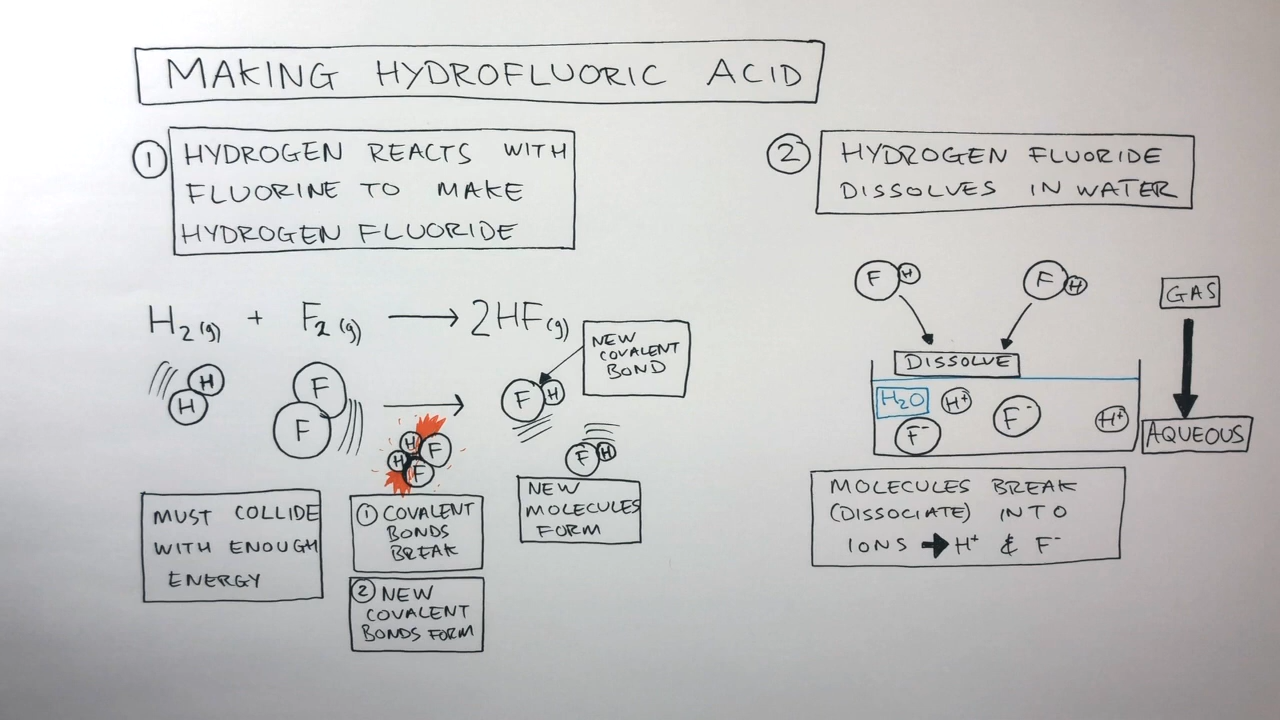 MAKING HYDROFLUORIC ACID
1 HYDROGEN REACTS WITH
FLUORINE TO MAKE
HYDROGEN FLUORIDE
H₂(g) + F₂(g) → 2HF(g)
H
H
F
F
H
H
F
F
F H
NEW
COVALENT
BOND
F H
MUST COLLIDE
WITH ENOUGH
ENERGY
1 COVALENT
BONDS
BREAK
2 NEW
COVALENT
BONDS FORM
NEW
MOLECULES
FORM
2 HYDROGEN FLUORIDE
DISSOLVES IN WATER
F H
F H
GAS
DISSOLVE
H₂O
H⁺
F⁻
H⁺
F⁻
AQUEOUS
MOLECULES BREAK
(DISSOCIATE) INTO
IONS → H⁺ & F⁻